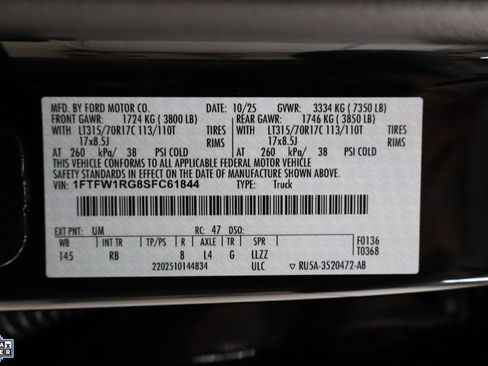 MFD. BY FORD MOTOR CO. DATE: 10/25 GVWR: 3334 KG ( 7350 LB)
FRONT GAWR: 1724 KG ( 3800 LB) REAR GAWR: 1746 KG ( 3850 LB)
WITH LT315/70R17C 113/110T TIRES WITH LT315/70R17C 113/110T TIRES
17x8.5J RIMS 17x8.5J RIMS
AT 260 kPa/ 38 PSI COLD AT 260 kPa/ 38 PSI COLD
THIS VEHICLE CONFORMS TO ALL APPLICABLE FEDERAL MOTOR VEHICLE
SAFETY STANDARDS IN EFFECT ON THE DATE OF MANUFACTURE SHOWN ABOVE.
VIN: 1FTFW1RG8SFC61844 TYPE: Truck
EXT PNT: UM RC: 47 DSO:
WB INT TR TP/PS R AXLE TR SPR F0136
145 RB 8 L4 G LLZZ T0368
2202510144834 ULC RU5A-3520472-AB